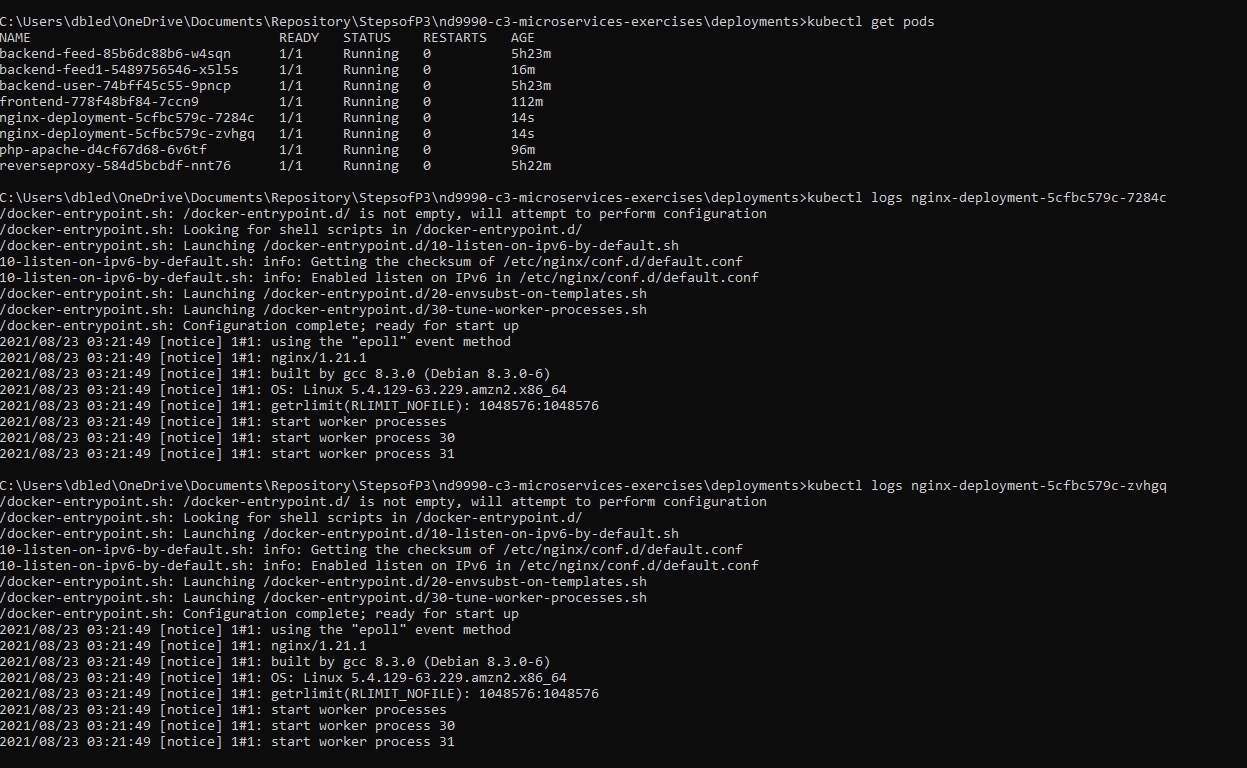 C:\Users\dbled\OneDrive\Documents\Repository\StepsofP3\nd9990-c3-microservices-exercises\deployments>kubectl get pods
NAME READY STATUS RESTARTS AGE
backend-feed-85b6dc88b6-w4sqn 1/1 Running 0 5h23m
backend-feed1-5489756546-x5l5s 1/1 Running 0 16m
backend-user-74bff45c55-9pncp 1/1 Running 0 5h23m
frontend-778f48bf84-7ccn9 1/1 Running 0 112m
nginx-deployment-5cfbc579c-7284c 1/1 Running 0 14s
nginx-deployment-5cfbc579c-zvhgq 1/1 Running 0 14s
php-apache-d4cf67d68-6v6tf 1/1 Running 0 96m
reverseproxy-584d5bcbdf-nnt76 1/1 Running 0 5h22m
C:\Users\dbled\OneDrive\Documents\Repository\StepsofP3\nd9990-c3-microservices-exercises\deployments>kubectl logs nginx-deployment-5cfbc579c-7284c
/docker-entrypoint.sh: /docker-entrypoint.d/ is not empty, will attempt to perform configuration
/docker-entrypoint.sh: Looking for shell scripts in /docker-entrypoint.d/
/docker-entrypoint.sh: Launching /docker-entrypoint.d/10-listen-on-ipv6-by-default.sh
10-listen-on-ipv6-by-default.sh: info: Getting the checksum of /etc/nginx/conf.d/default.conf
10-listen-on-ipv6-by-default.sh: info: Enabled listen on IPv6 in /etc/nginx/conf.d/default.conf
/docker-entrypoint.sh: Launching /docker-entrypoint.d/20-envsubst-on-templates.sh
/docker-entrypoint.sh: Launching /docker-entrypoint.d/30-tune-worker-processes.sh
/docker-entrypoint.sh: Configuration complete; ready for start up
2021/08/23 03:21:49 [notice] 1#1: using the "epoll" event method
2021/08/23 03:21:49 [notice] 1#1: nginx/1.21.1
2021/08/23 03:21:49 [notice] 1#1: built by gcc 8.3.0 (Debian 8.3.0-6)
2021/08/23 03:21:49 [notice] 1#1: OS: Linux 5.4.129-63.229.amzn2.x86_64
2021/08/23 03:21:49 [notice] 1#1: getrlimit(RLIMIT_NOFILE): 1048576:1048576
2021/08/23 03:21:49 [notice] 1#1: start worker processes
2021/08/23 03:21:49 [notice] 1#1: start worker process 30
2021/08/23 03:21:49 [notice] 1#1: start worker process 31
C:\Users\dbled\OneDrive\Documents\Repository\StepsofP3\nd9990-c3-microservices-exercises\deployments>kubectl logs nginx-deployment-5cfbc579c-zvhgq
/docker-entrypoint.sh: /docker-entrypoint.d/ is not empty, will attempt to perform configuration
/docker-entrypoint.sh: Looking for shell scripts in /docker-entrypoint.d/
/docker-entrypoint.sh: Launching /docker-entrypoint.d/10-listen-on-ipv6-by-default.sh
10-listen-on-ipv6-by-default.sh: info: Getting the checksum of /etc/nginx/conf.d/default.conf
10-listen-on-ipv6-by-default.sh: info: Enabled listen on IPv6 in /etc/nginx/conf.d/default.conf
/docker-entrypoint.sh: Launching /docker-entrypoint.d/20-envsubst-on-templates.sh
/docker-entrypoint.sh: Launching /docker-entrypoint.d/30-tune-worker-processes.sh
/docker-entrypoint.sh: Configuration complete; ready for start up
2021/08/23 03:21:49 [notice] 1#1: using the "epoll" event method
2021/08/23 03:21:49 [notice] 1#1: nginx/1.21.1
2021/08/23 03:21:49 [notice] 1#1: built by gcc 8.3.0 (Debian 8.3.0-6)
2021/08/23 03:21:49 [notice] 1#1: OS: Linux 5.4.129-63.229.amzn2.x86_64
2021/08/23 03:21:49 [notice] 1#1: getrlimit(RLIMIT_NOFILE): 1048576:1048576
2021/08/23 03:21:49 [notice] 1#1: start worker processes
2021/08/23 03:21:49 [notice] 1#1: start worker process 30
2021/08/23 03:21:49 [notice] 1#1: start worker process 31